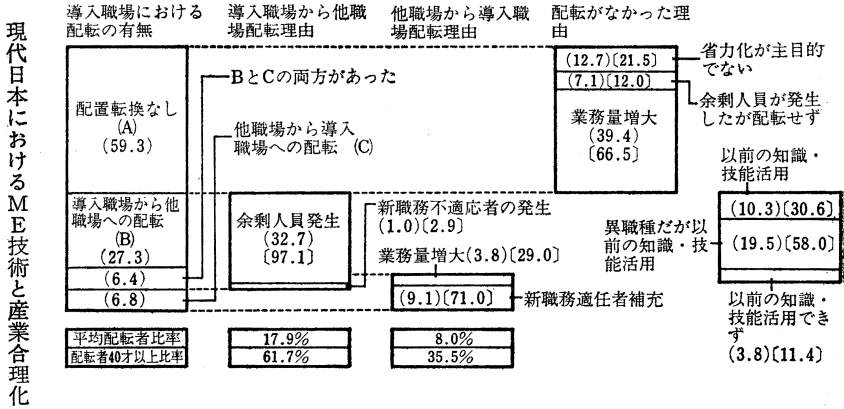 現代日本におけるME技術と産業合理化
導入職場における
配転の有無
導入職場から他職
場配転理由
他職場から導入職
場配転理由
配転がなかった理
由
配置転換なし
(A)
(59.3)
BとCの両方があった
他職場から導入
職場への配転 (C)
導入職場から他
職場への配転
(B)
(27.3)
(6.4)
(6.8)
余剰人員発生
(32.7)
〔97.1〕
新職務不適応者の発生
(1.0)〔2.9〕
業務量増大(3.8)〔29.0〕
(9.1)〔71.0〕
新職務適任者補充
(12.7)〔21.5〕
省力化が主目的
でない
(7.1)〔12.0〕
余剰人員が発生
したが配転せず
業務量増大
(39.4)
〔66.5〕
以前の知識・
技能活用
(10.3)〔30.6〕
異職種だが以
前の知識・技
能活用
(19.5)〔58.0〕
以前の知識・
技能活用でき
ず
(3.8)〔11.4〕
平均配転者比率 17.9% 8.0%
配転者40才以上比率 61.7% 35.5%